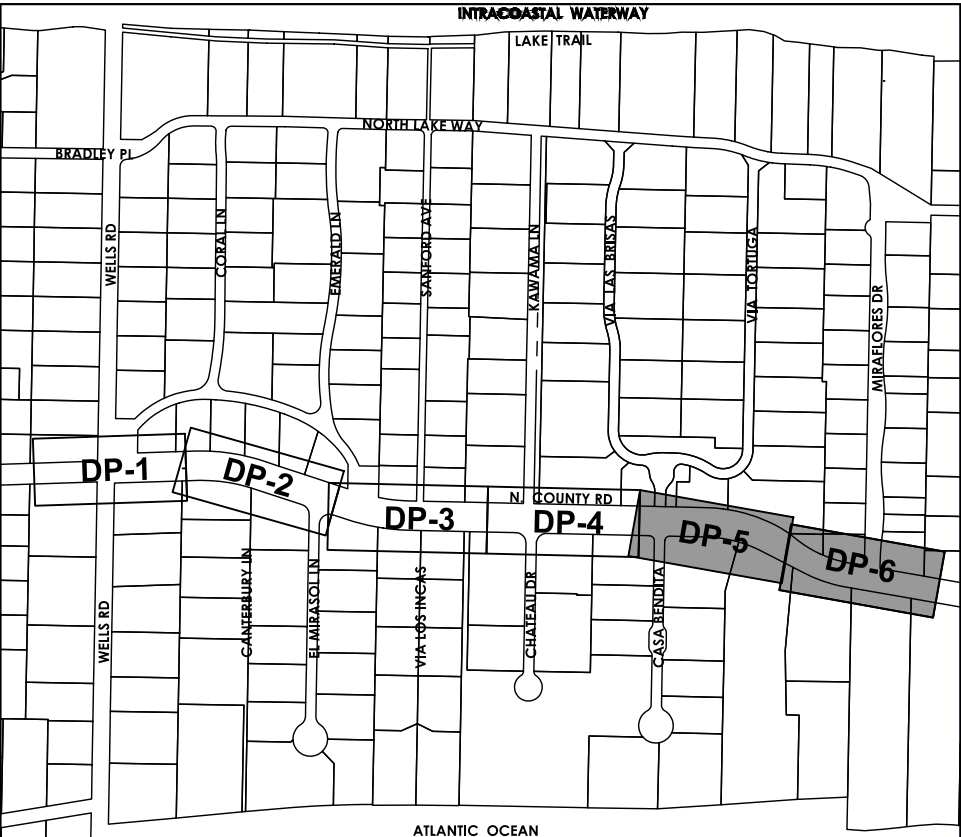 INTRACOASTAL WATERWAY
LAKE TRAIL
NORTH LAKE WAY
BRADLEY PL
WELLS RD
CORAL LN
EMERALD LN
SANFORD AVE
KAWAMA LN
VIA LAS BRISAS
VIA TORTUGA
MIRAFLORES DR
DP-1
DP-2
DP-3
N. COUNTY RD
DP-4
DP-5
DP-6
WELLS RD
CANTERBURY LN
EL MIRASOL LN
VIA LOS INCAS
CHATEAU DR
CASA BENDITA
ATLANTIC OCEAN